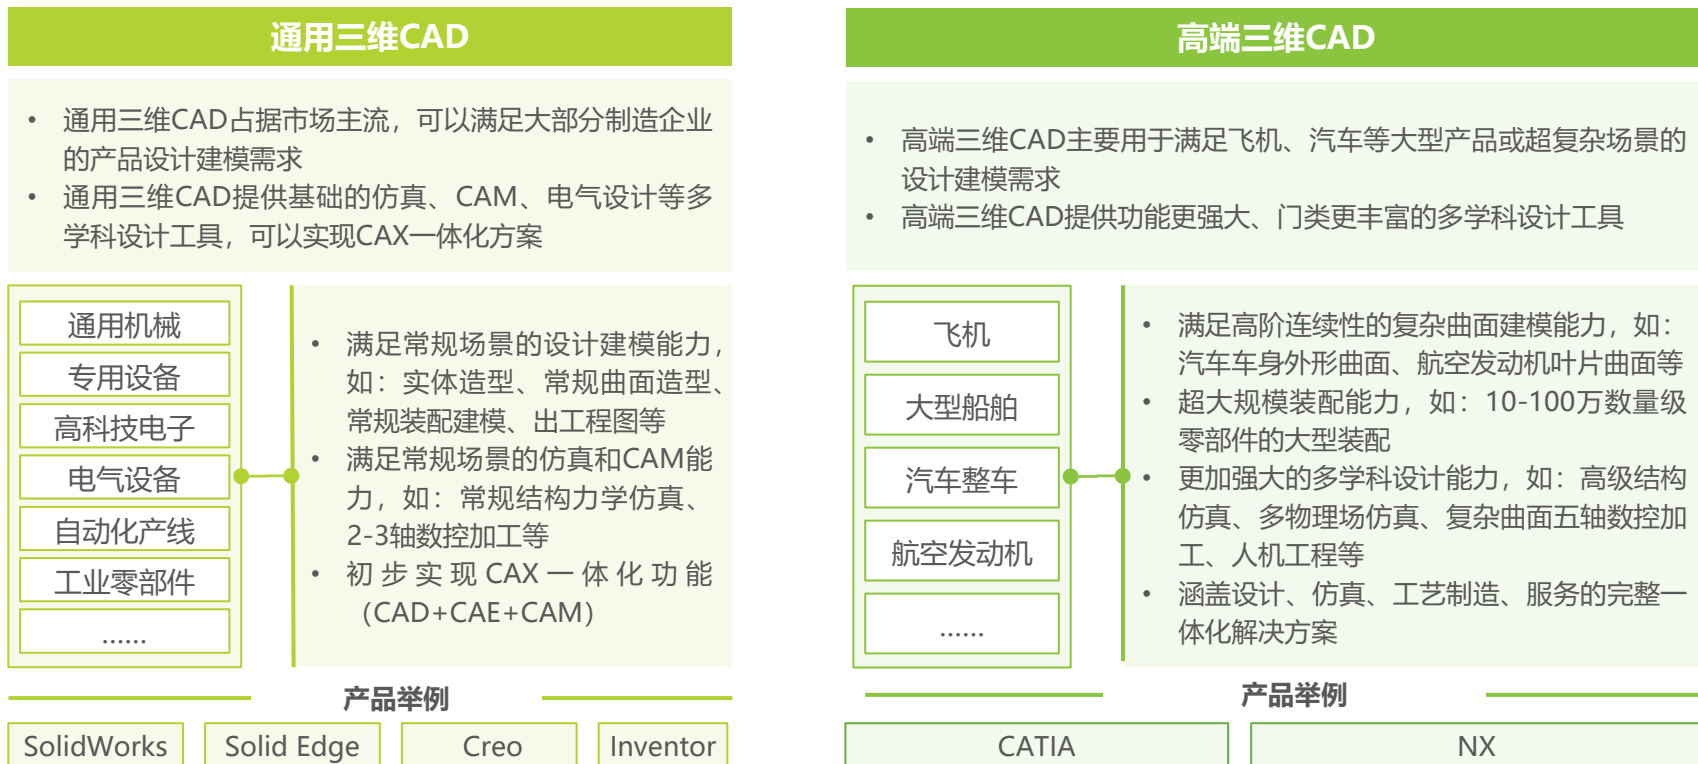 通用三维CAD
• 通用三维CAD占据市场主流，可以满足大部分制造企业
的产品设计建模需求
• 通用三维CAD提供基础的仿真、CAM、电气设计等多
学科设计工具，可以实现CAX一体化方案
通用机械
专用设备
高科技电子
电气设备
自动化产线
工业零部件
……
• 满足常规场景的设计建模能力，
如：实体造型、常规曲面造型、
常规装配建模、出工程图等
• 满足常规场景的仿真和CAM能
力，如：常规结构力学仿真、
2-3轴数控加工等
• 初步实现CAX一体化功能
（CAD+CAE+CAM）
产品举例
SolidWorks
Solid Edge
Creo
Inventor
高端三维CAD
• 高端三维CAD主要用于满足飞机、汽车等大型产品或超复杂场景的
设计建模需求
• 高端三维CAD提供功能更强大、门类更丰富的多学科设计工具
飞机
大型船舶
汽车整车
航空发动机
……
• 满足高阶连续性的复杂曲面建模能力，如：
汽车车身外形曲面、航空发动机叶片曲面等
• 超大规模装配能力，如：10-100万数量级
零部件的大型装配
• 更加强大的多学科设计能力，如：高级结构
仿真、多物理场仿真、复杂曲面五轴数控加
工、人机工程等
• 涵盖设计、仿真、工艺制造、服务的完整一
体化解决方案
产品举例
CATIA
NX